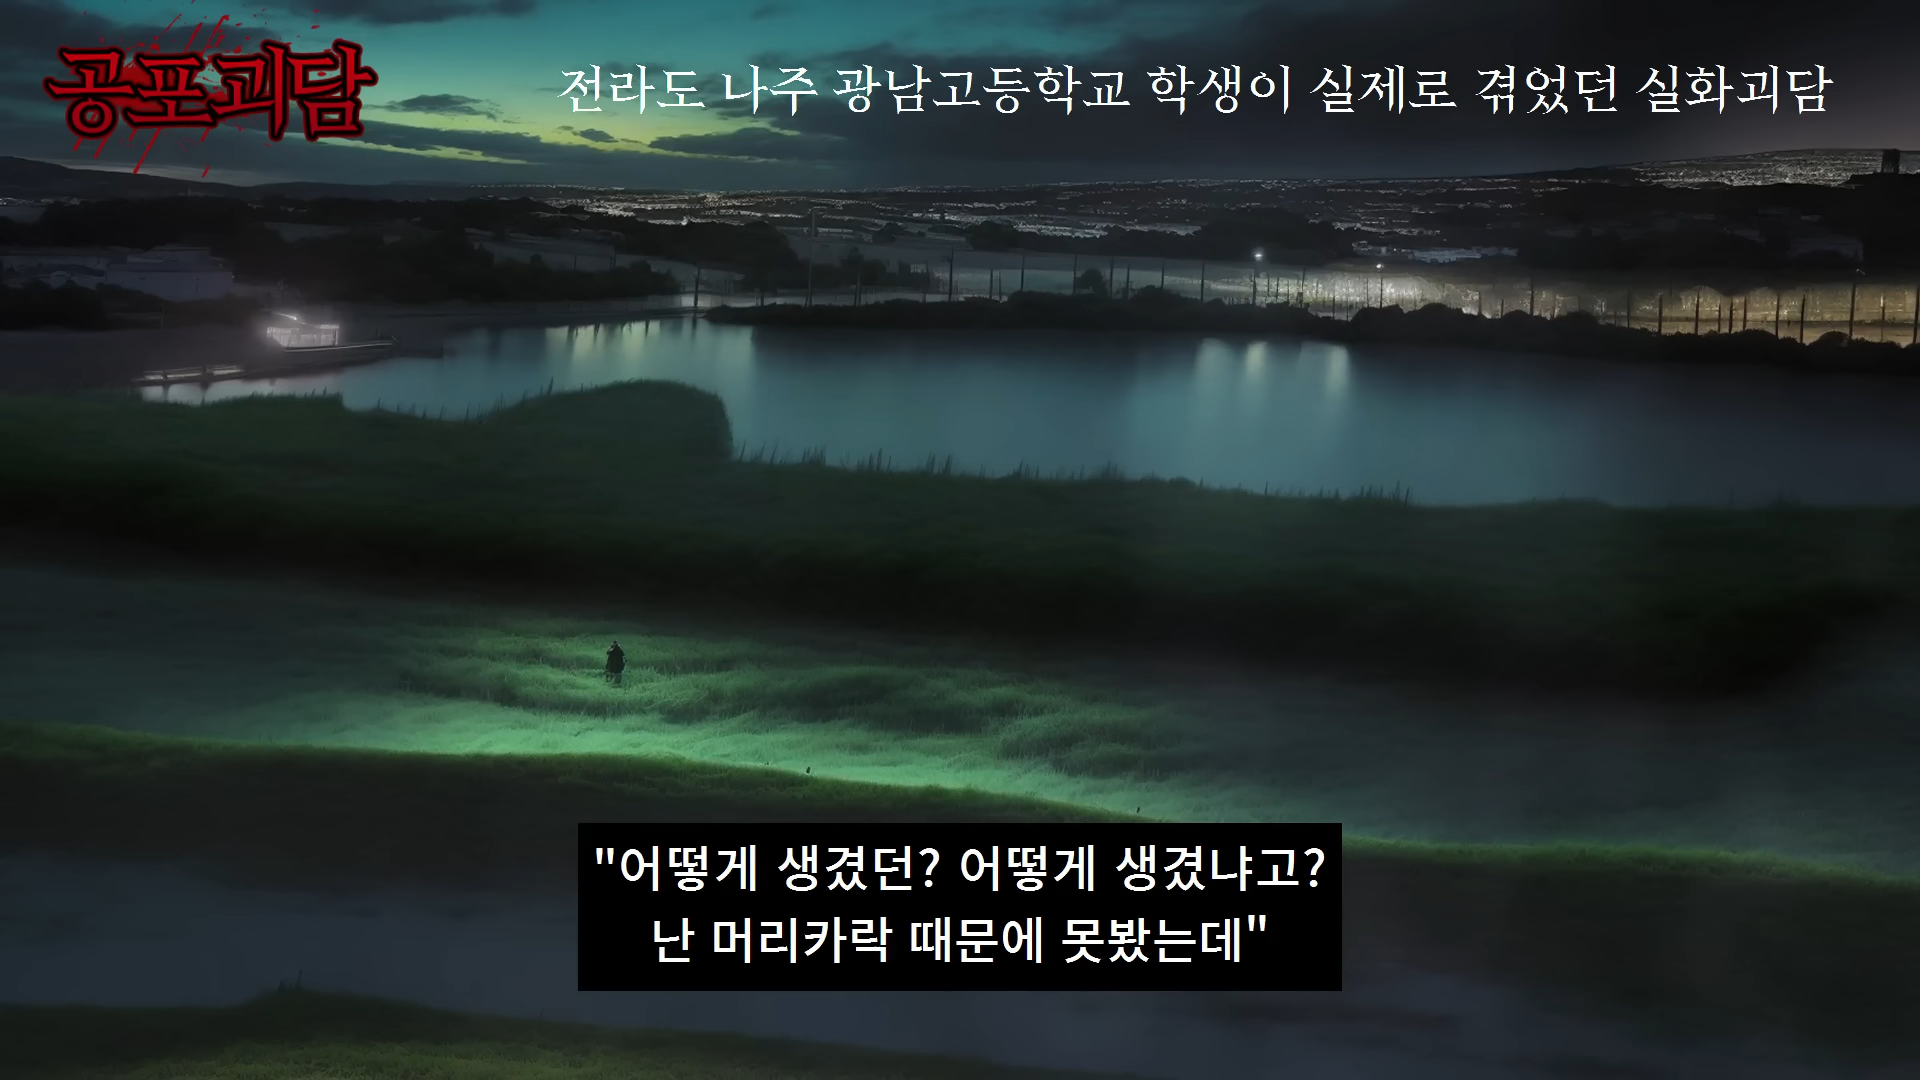 공포괴담
전라도 나주 광남고등학교 학생이 실제로 겪었던 실화괴담
"어떻게 생겼던? 어떻게 생겼냐고?
난 머리카락 때문에 못봤는데"